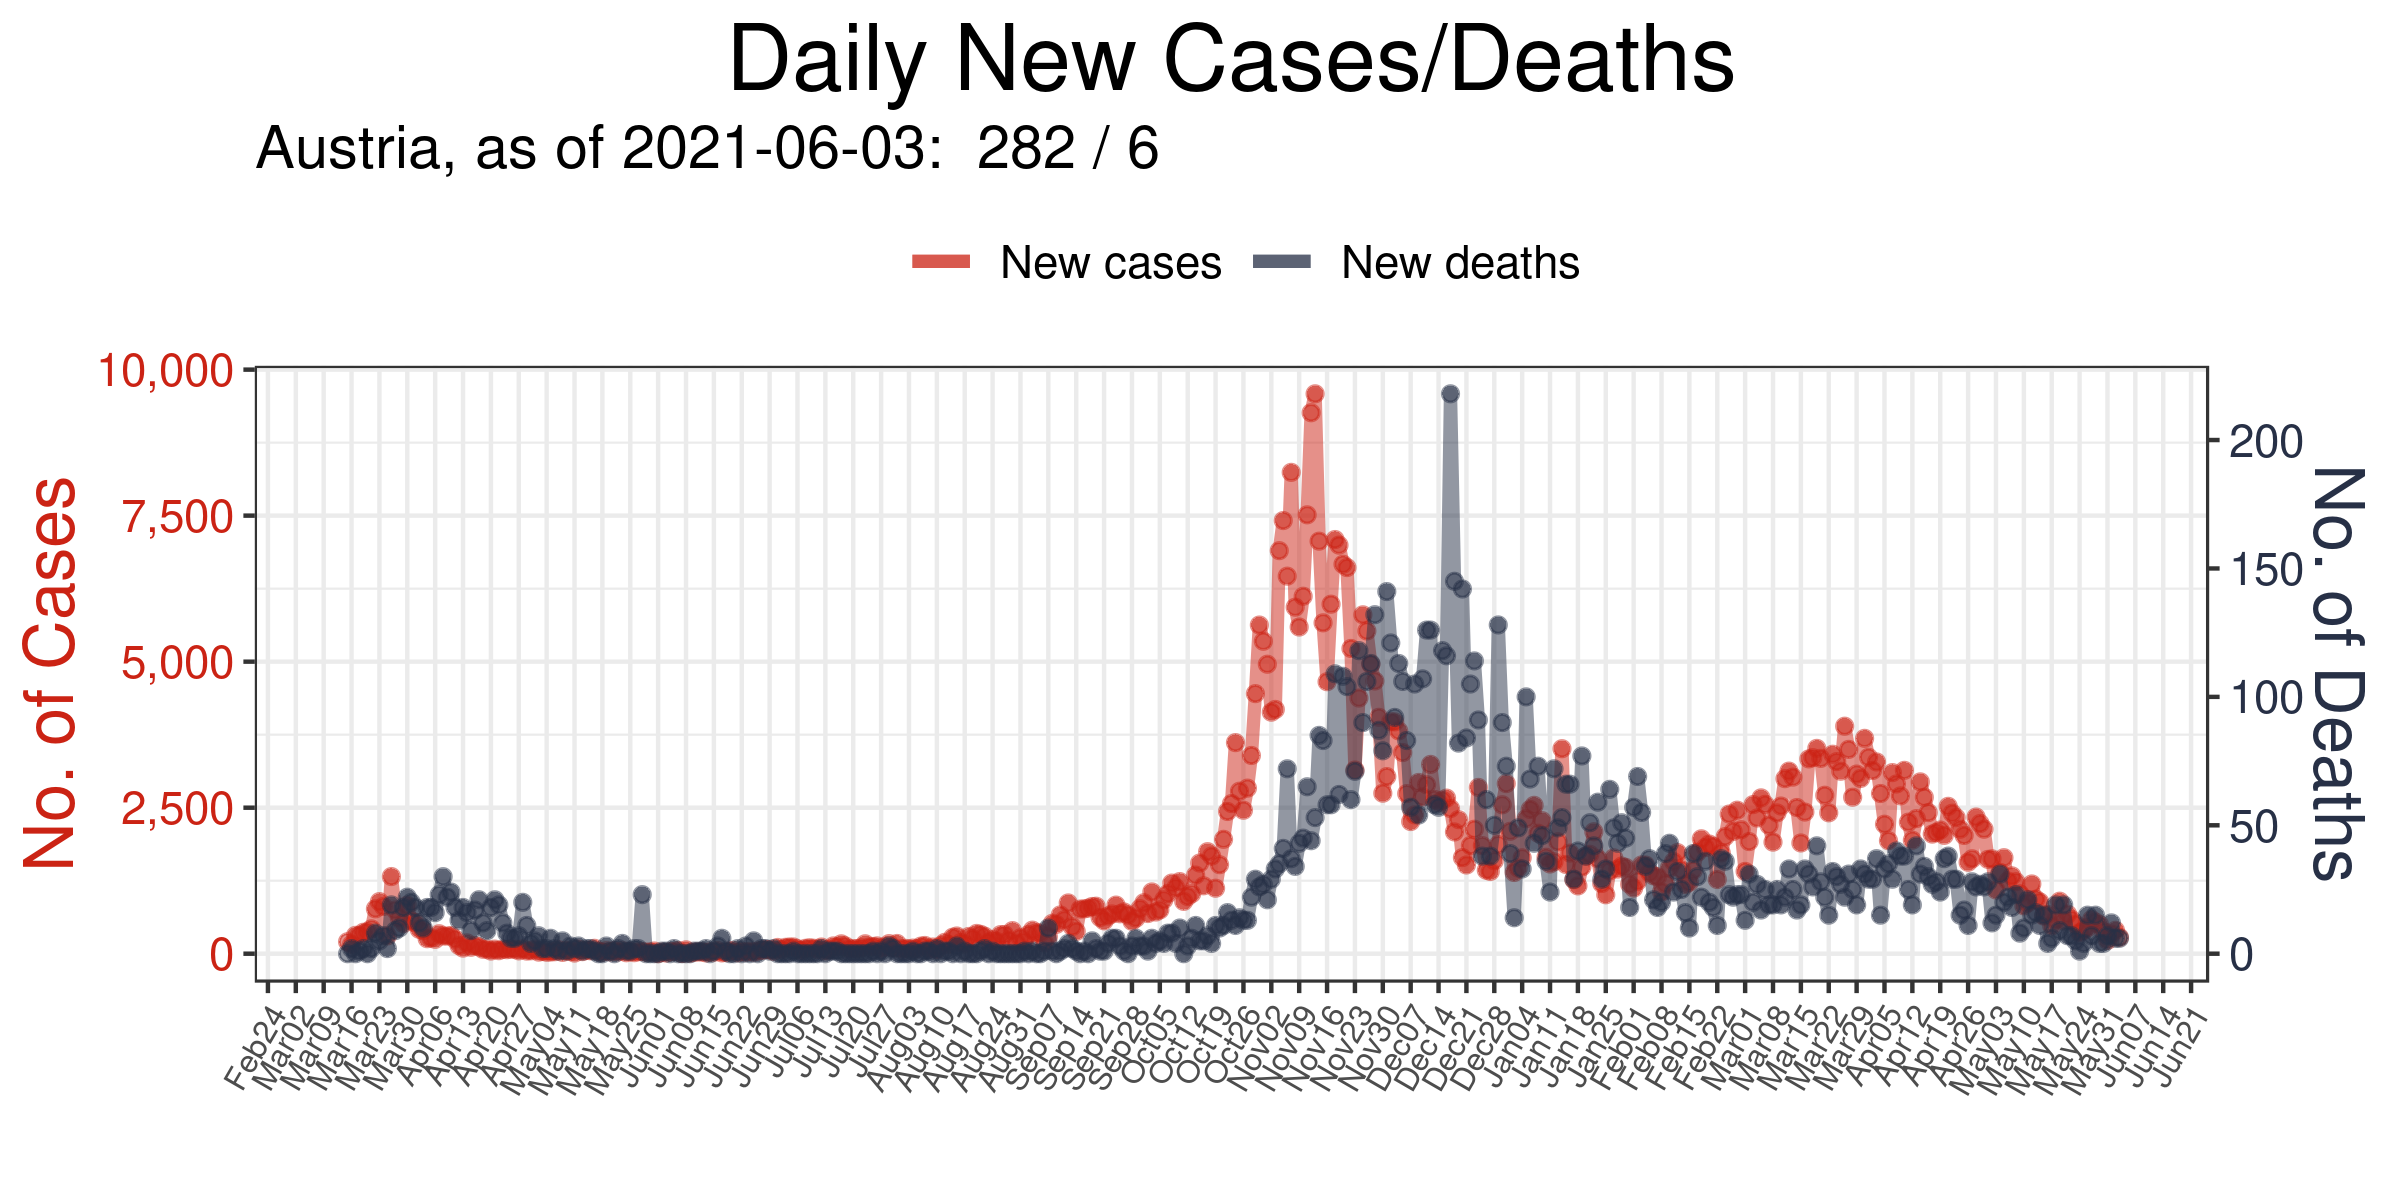 Daily New Cases/Deaths
Austria, as of 2021-06-03:  282 / 6
New cases New deaths
No. of Cases
10,000
7,500
5,000
2,500
0
200
150
100
50
0
No. of Deaths
Feb24 Mar02 Mar09 Mar16 Mar23 Mar30 Apr06 Apr13 Apr20 Apr27 May04 May11 May18 May25 Jun01 Jun08 Jun15 Jun22 Jun29 Jul06 Jul13 Jul20 Jul27 Aug03 Aug10 Aug17 Aug24 Aug31 Sep07 Sep14 Sep21 Sep28 Oct05 Oct12 Oct19 Oct26 Nov02 Nov09 Nov16 Nov23 Nov30 Dec07 Dec14 Dec21 Dec28 Jan04 Jan11 Jan18 Jan25 Feb01 Feb08 Feb15 Feb22 Mar01 Mar08 Mar15 Mar22 Mar29 Apr05 Apr12 Apr19 Apr26 May03 May10 May17 May24 May31 Jun07 Jun14 Jun21